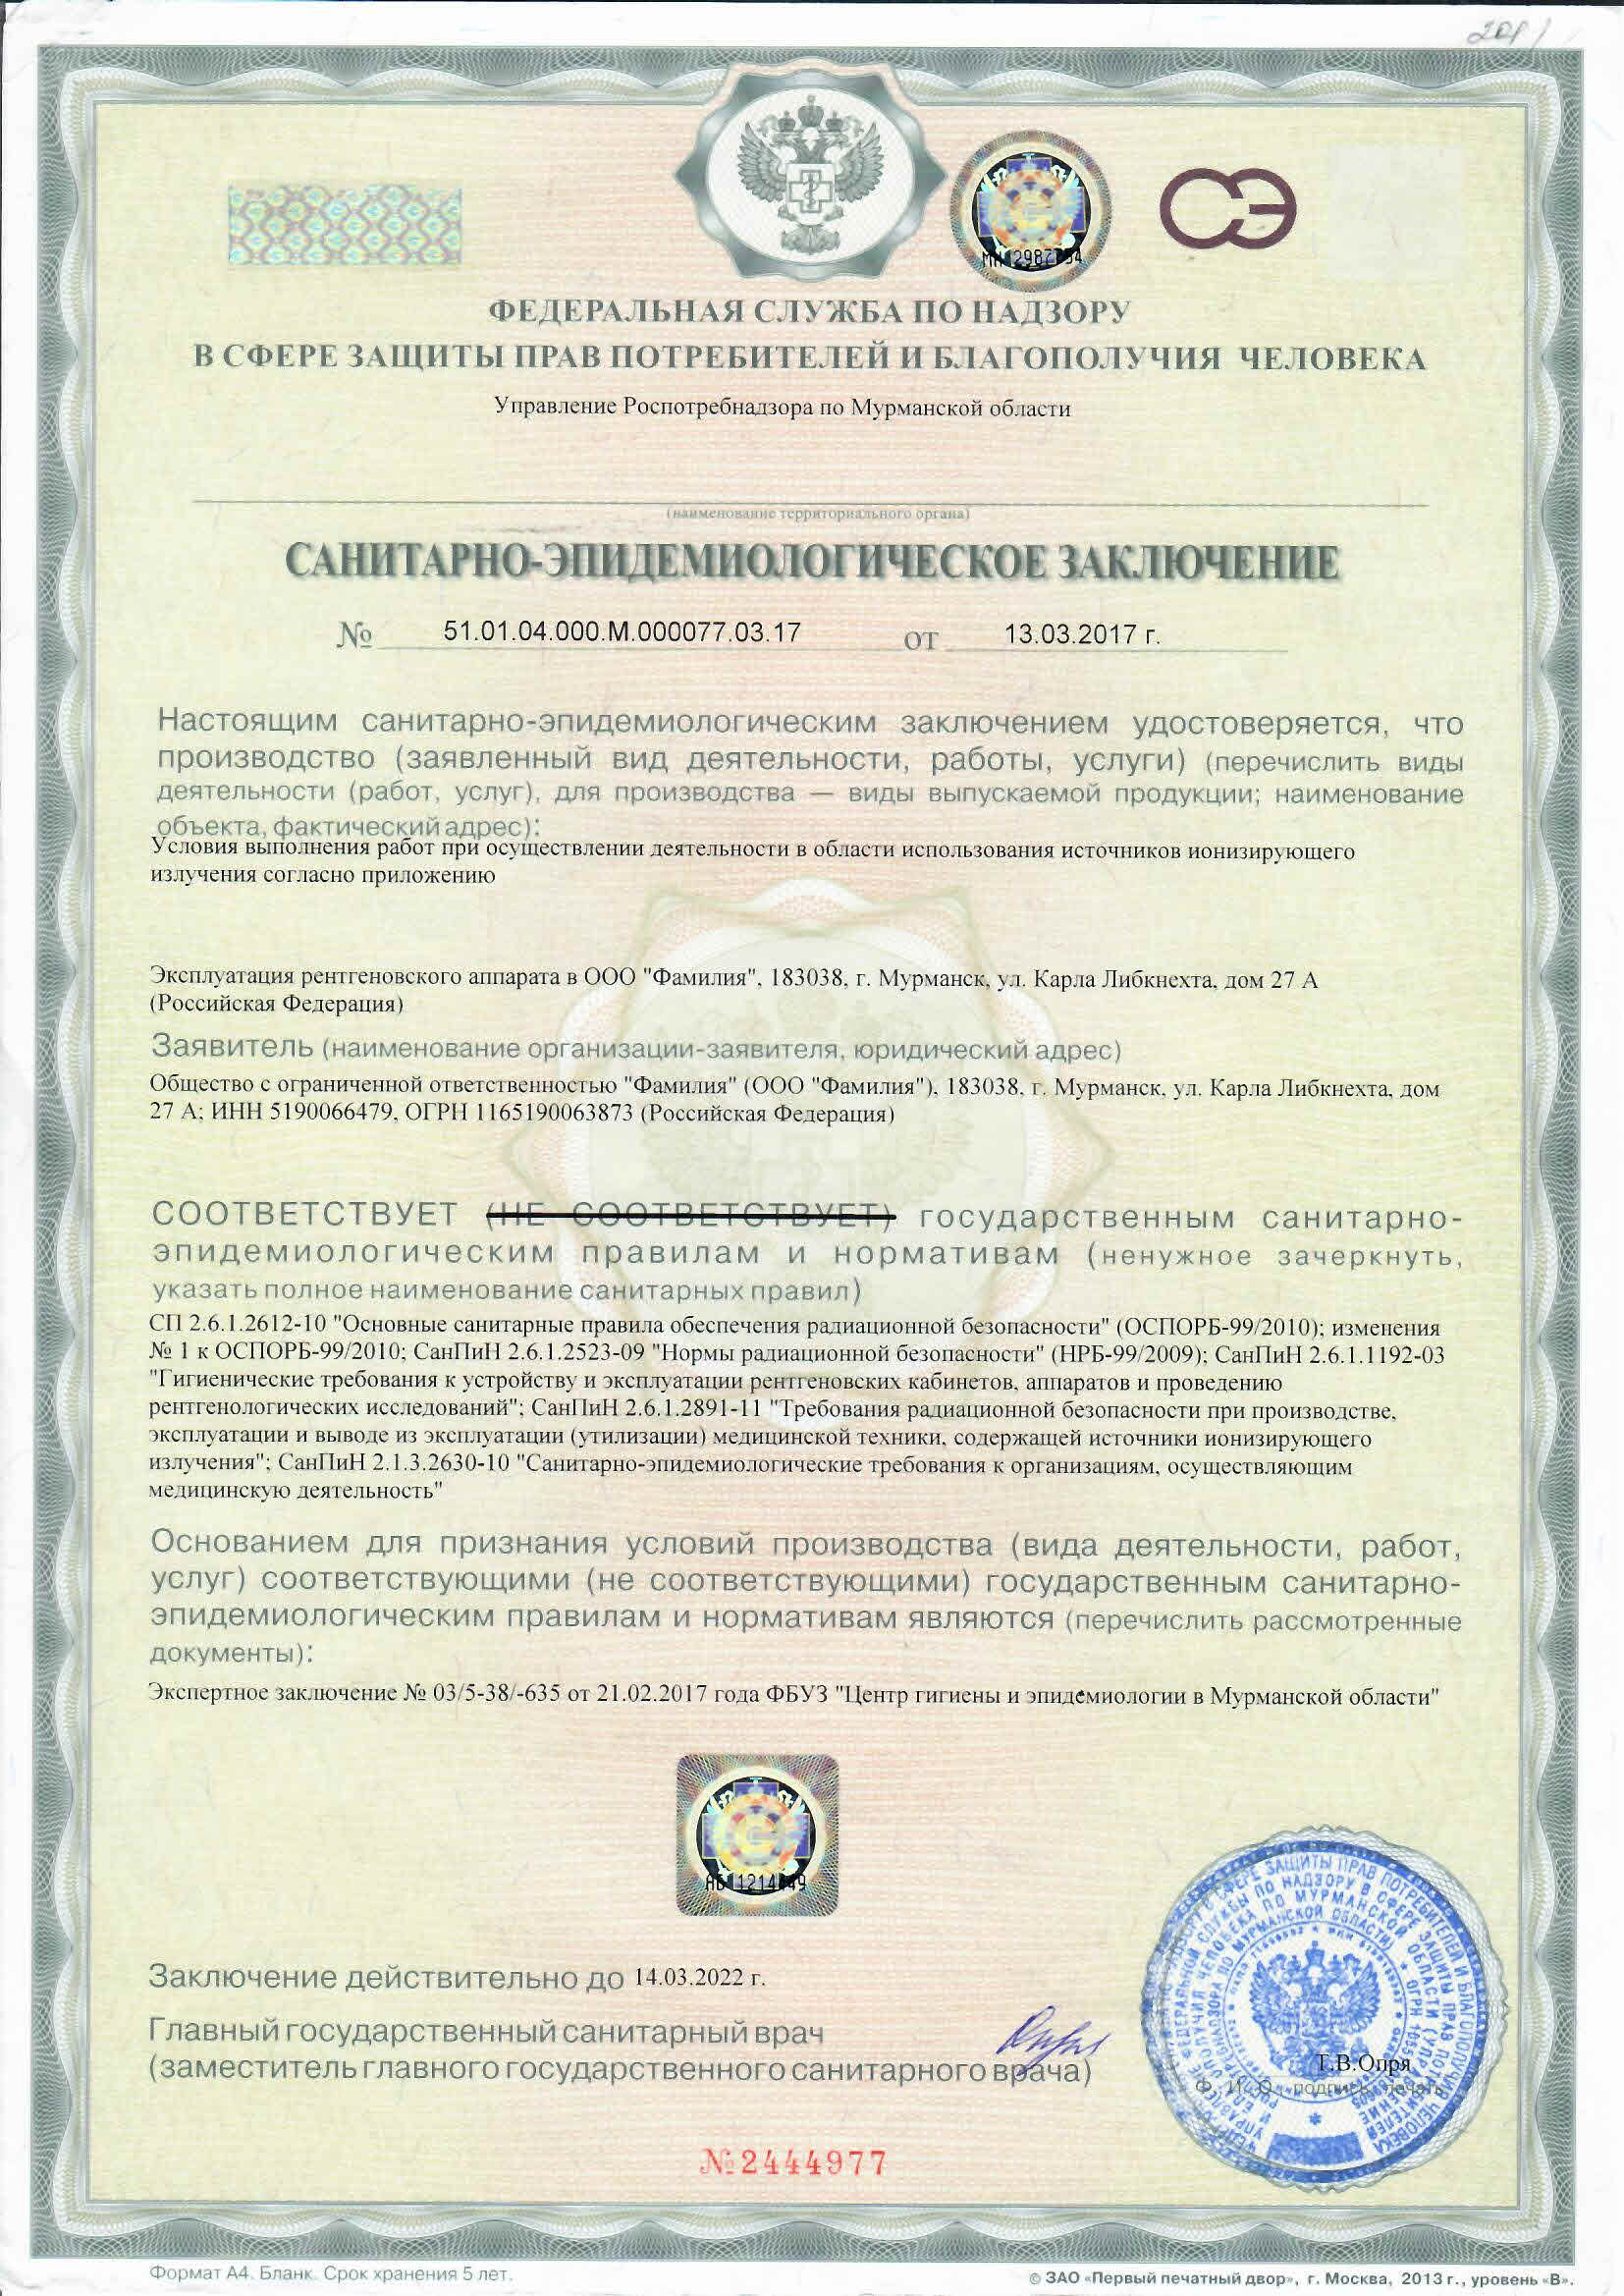 СЭ
ФЕДЕРАЛЬНАЯ СЛУЖБА ПО НАДЗОРУ
В СФЕРЕ ЗАЩИТЫ ПРАВ ПОТРЕБИТЕЛЕЙ И БЛАГОПОЛУЧИЯ ЧЕЛОВЕКА
Управление Роспотребнадзора по Мурманской области
(наименование территориального органа)
САНИТАРНО-ЭПИДЕМИОЛОГИЧЕСКОЕ ЗАКЛЮЧЕНИЕ
№ 51.01.04.000.М.000077.03.17 от 13.03.2017 г.
Настоящим санитарно-эпидемиологическим заключением удостоверяется, что
производство (заявленный вид деятельности, работы, услуги) (перечислить виды
деятельности (работ, услуг), для производства — виды выпускаемой продукции; наименование
объекта, фактический адрес):
Условия выполнения работ при осуществлении деятельности в области использования источников ионизирующего
излучения согласно приложению
Эксплуатация рентгеновского аппарата в ООО "Фамилия", 183038, г. Мурманск, ул. Карла Либкнехта, дом 27 А
(Российская Федерация)
Заявитель (наименование организации-заявителя, юридический адрес)
Общество с ограниченной ответственностью "Фамилия" (ООО "Фамилия"), 183038, г. Мурманск, ул. Карла Либкнехта, дом
27 А; ИНН 5190066479, ОГРН 1165190063873 (Российская Федерация)
СООТВЕТСТВУЕТ (НЕ СООТВЕТСТВУЕТ) государственным санитарно-
эпидемиологическим правилам и нормативам (ненужное зачеркнуть,
указать полное наименование санитарных правил)
СП 2.6.1.2612-10 "Основные санитарные правила обеспечения радиационной безопасности" (ОСПОРБ-99/2010); изменения
№ 1 к ОСПОРБ-99/2010; СанПиН 2.6.1.2523-09 "Нормы радиационной безопасности" (НРБ-99/2009); СанПиН 2.6.1.1192-03
"Гигиенические требования к устройству и эксплуатации рентгеновских кабинетов, аппаратов и проведению
рентгенологических исследований"; СанПиН 2.6.1.2891-11 "Требования радиационной безопасности при производстве,
эксплуатации и выводе из эксплуатации (утилизации) медицинской техники, содержащей источники ионизирующего
излучения"; СанПиН 2.1.3.2630-10 "Санитарно-эпидемиологические требования к организациям, осуществляющим
медицинскую деятельность"
Основанием для признания условий производства (вида деятельности, работ,
услуг) соответствующими (не соответствующими) государственным санитарно-
эпидемиологическим правилам и нормативам являются (перечислить рассмотренные
документы):
Экспертное заключение № 03/5-38/-635 от 21.02.2017 года ФБУЗ "Центр гигиены и эпидемиологии в Мурманской области"
Заключение действительно до 14.03.2022 г.
Главный государственный санитарный врач
(заместитель главного государственного санитарного врача)
Т.В.Опря
Ф. И. О., подпись, печать
№2444977
Формат А4. Бланк. Срок хранения 5 лет.
© ЗАО «Первый печатный двор», г. Москва, 2013 г., уровень «В».